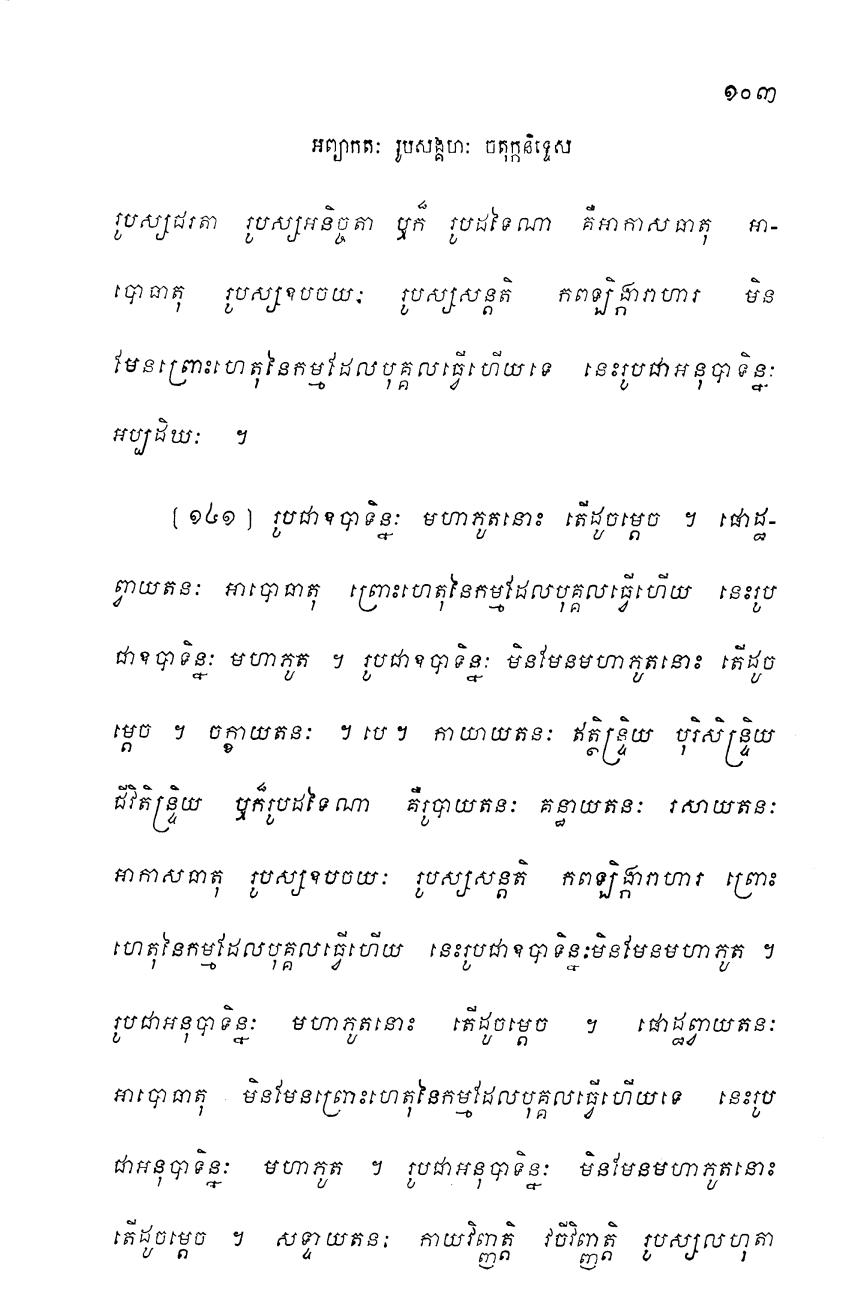 ១០៣
អព្យាកតៈ រូបសង្គហៈ ចតុក្កនិទ្ទេស
រូបស្សជរតា រូបស្សអនិច្ចតា ឬក៏ រូបដទៃណា គឺអាកាសធាតុ អា-
បោធាតុ រូបស្សឧបចយៈ រូបស្សសន្តតិ កពឡិង្ការាហារ មិន
មែនព្រោះហេតុនៃកម្មដែលបុគ្គលធ្វើហើយទេ នេះរូបជាអនុបាទិន្នៈ
អប្បដិឃៈ ។
(១៤១) រូបជាឧបាទិន្នៈ មហាភូតនោះ តើដូចម្តេច ។ ផោដ្ឋ-
ព្វាយតនៈ អាបោធាតុ ព្រោះហេតុនៃកម្មដែលបុគ្គលធ្វើហើយ នេះរូប
ជាឧបាទិន្នៈ មហាភូត ។ រូបជាឧបាទិន្នៈ មិនមែនមហាភូតនោះ តើដូច
ម្តេច ។ ចក្ខាយតនៈ ។ បេ ។ កាយាយតនៈ ឥត្ថិន្ទ្រិយ បុរិសិន្ទ្រិយ
ជីវិតិន្ទ្រិយ ឬក៏រូបដទៃណា គឺរូបាយតនៈ គន្ធាយតនៈ រសាយតនៈ
អាកាសធាតុ រូបស្សឧបចយៈ រូបស្សសន្តតិ កពឡិង្ការាហារ ព្រោះ
ហេតុនៃកម្មដែលបុគ្គលធ្វើហើយ នេះរូបជាឧបាទិន្នៈមិនមែនមហាភូត ។
រូបជាអនុបាទិន្នៈ មហាភូតនោះ តើដូចម្តេច ។ ផោដ្ឋព្វាយតនៈ
អាបោធាតុ មិនមែនព្រោះហេតុនៃកម្មដែលបុគ្គលធ្វើហើយទេ នេះរូប
ជាអនុបាទិន្នៈ មហាភូត ។ រូបជាអនុបាទិន្នៈ មិនមែនមហាភូតនោះ
តើដូចម្តេច ។ សទ្ទាយតនៈ កាយវិញ្ញត្តិ វចីវិញ្ញត្តិ រូបស្សលហុតា